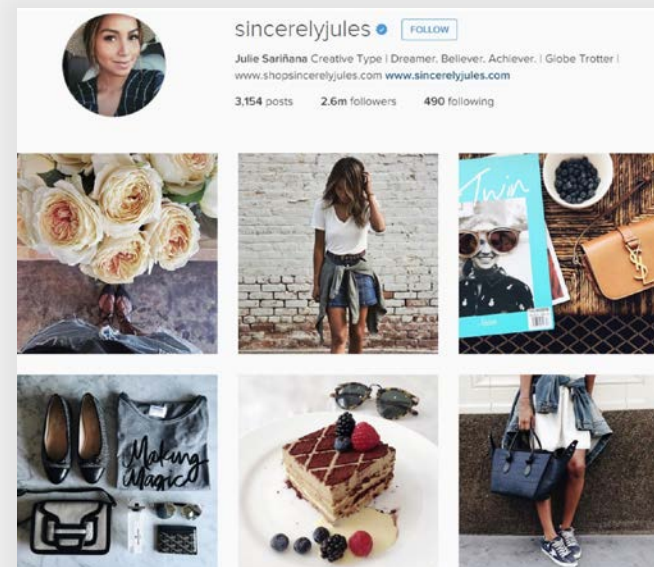 sincerelyjules FOLLOW
Julie Sariñana Creative Type | Dreamer. Believer. Achiever. | Globe Trotter |
www.shopsincerelyjules.com www.sincerelyjules.com
3,154 posts 2.6m followers 490 following
Twin
YSL
Making
Magic